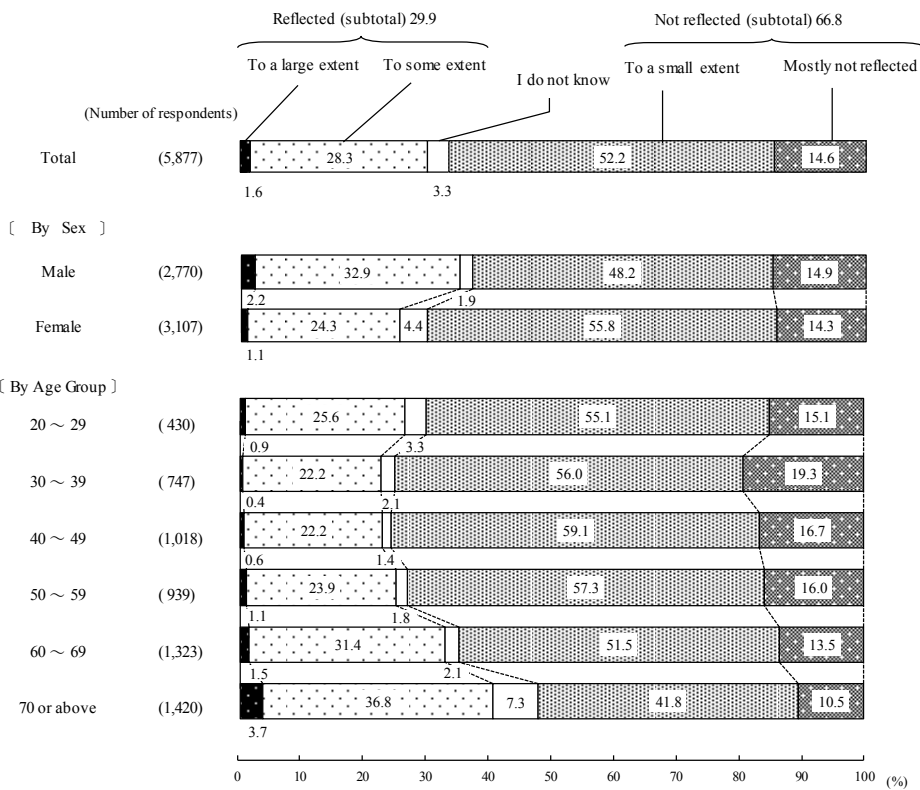 Reflected (subtotal) 29.9 Not reflected (subtotal) 66.8
To a large extent To some extent I do not know To a small extent Mostly not reflected
(Number of respondents)
Total (5,877) 28.3 52.2 14.6
1.6 3.3
〔 By Sex 〕
Male (2,770) 32.9 48.2 14.9
2.2 1.9
Female (3,107) 24.3 4.4 55.8 14.3
1.1
〔 By Age Group 〕
20 ～ 29 ( 430) 25.6 55.1 15.1
0.9 3.3
30 ～ 39 ( 747) 22.2 56.0 19.3
0.4 2.1
40 ～ 49 (1,018) 22.2 59.1 16.7
0.6 1.4
50 ～ 59 ( 939) 23.9 57.3 16.0
1.1 1.8
60 ～ 69 (1,323) 31.4 51.5 13.5
1.5 2.1
70 or above (1,420) 36.8 7.3 41.8 10.5
3.7
0 10 20 30 40 50 60 70 80 90 100 (%)